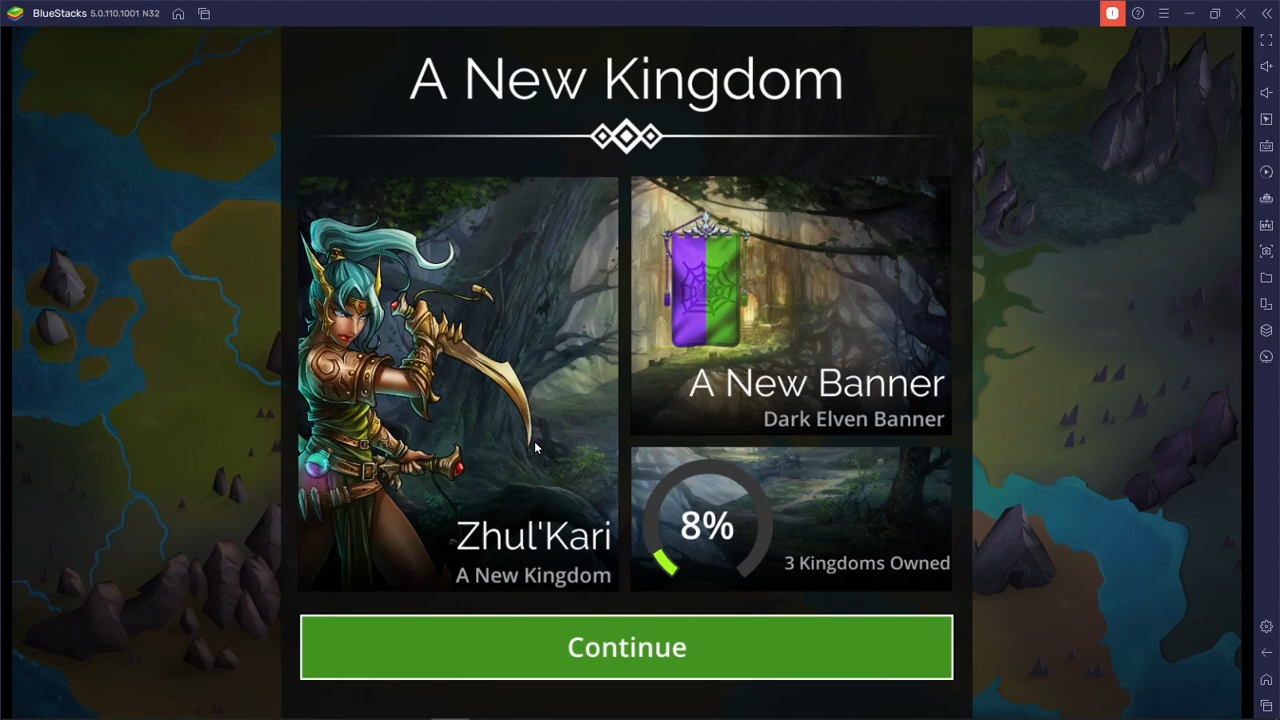 BlueStacks 5.0.110.1001 N32
A New Kingdom
Zhul'Kari
A New Kingdom
A New Banner
Dark Elven Banner
8%
3 Kingdoms Owned
Continue